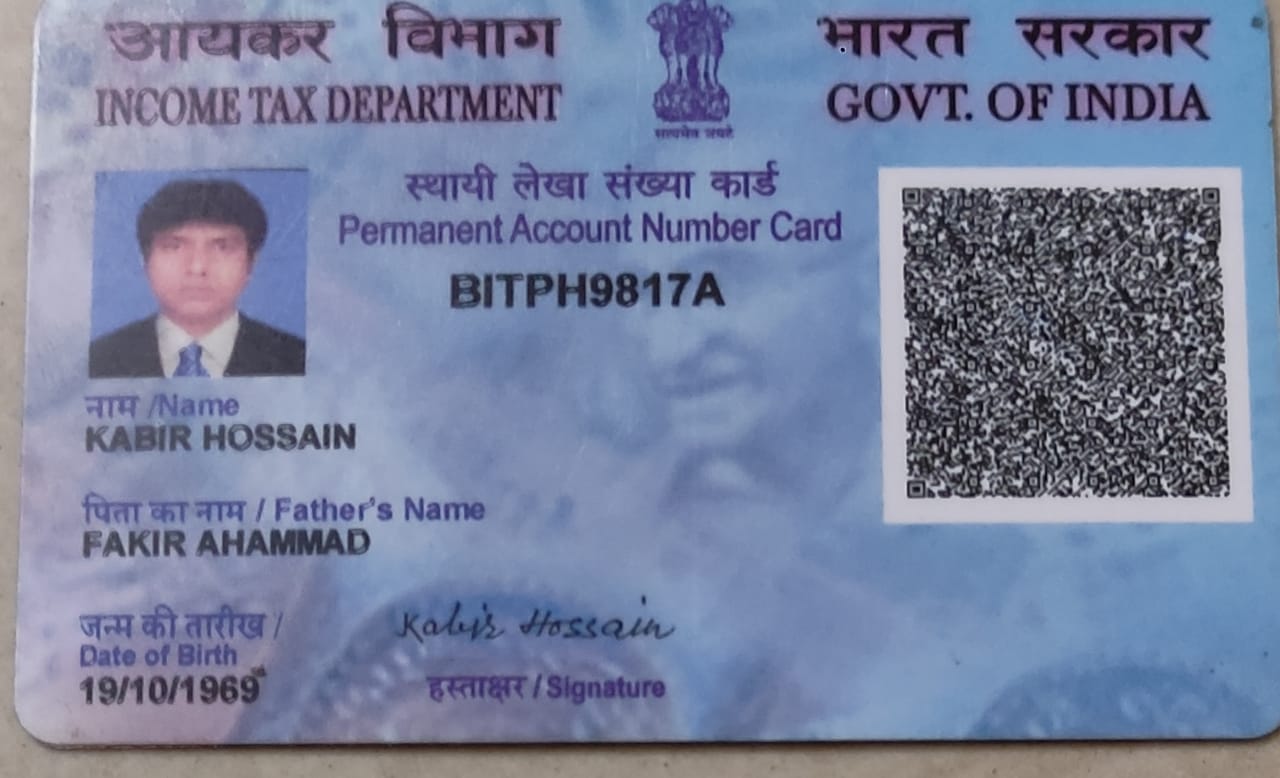 आयकर विभाग
INCOME TAX DEPARTMENT
सत्यमेव जयते
भारत सरकार
GOVT. OF INDIA
स्थायी लेखा संख्या कार्ड
Permanent Account Number Card
BITPH9817A
नाम /Name
KABIR HOSSAIN
पिता का नाम / Father's Name
FAKIR AHAMMAD
जन्म की तारीख /
Date of Birth
19/10/1969
Kabir Hossain
हस्ताक्षर / Signature